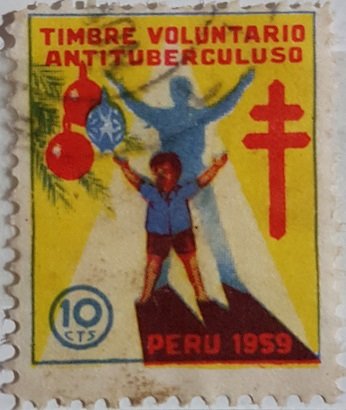 TIMBRE VOLUNTARIO
ANTITUBERCULUSO
10
CTS
PERU 1959